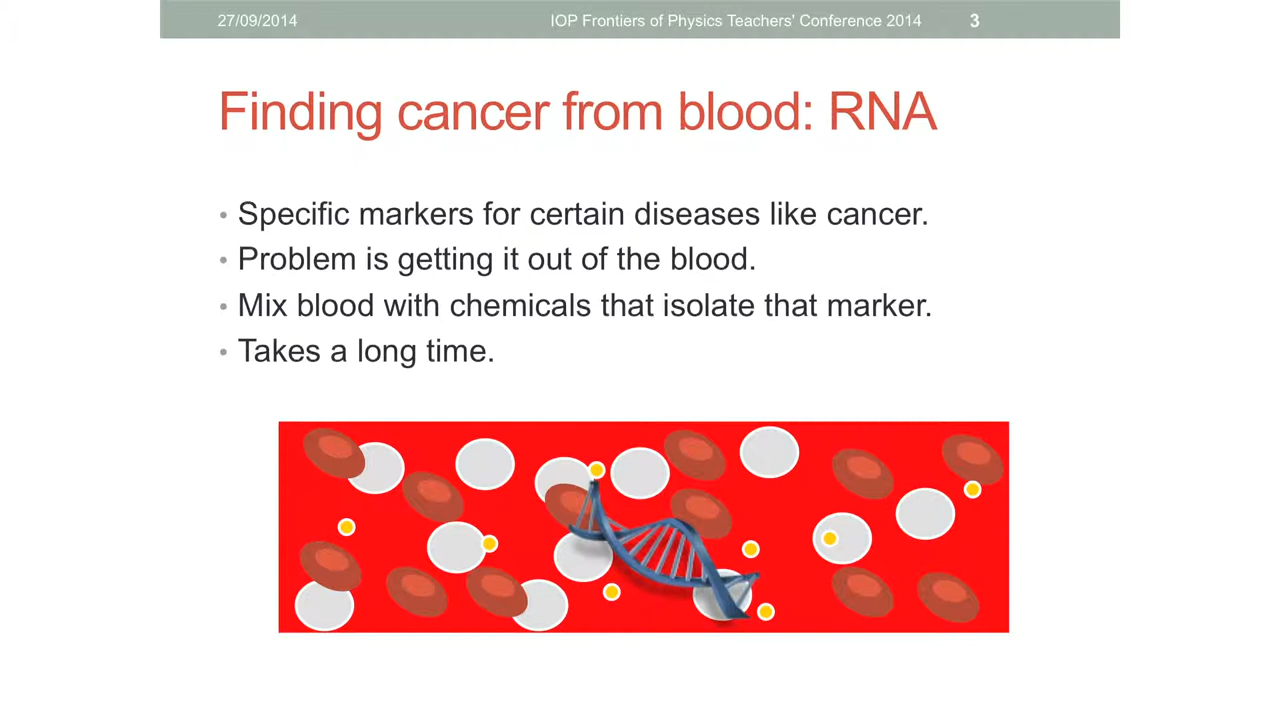 27/09/2014 IOP Frontiers of Physics Teachers' Conference 2014 3
Finding cancer from blood: RNA
• Specific markers for certain diseases like cancer.
• Problem is getting it out of the blood.
• Mix blood with chemicals that isolate that marker.
• Takes a long time.